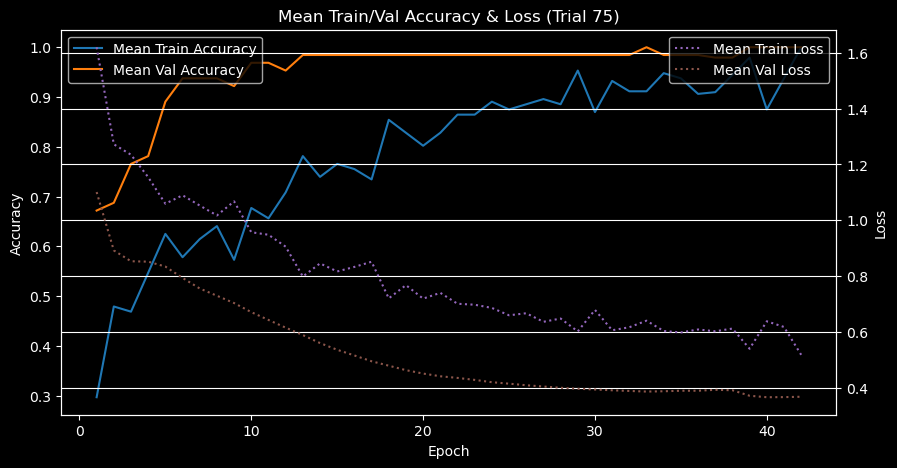 Mean Train/Val Accuracy & Loss (Trial 75)
Mean Train Accuracy
Mean Val Accuracy
Mean Train Loss
Mean Val Loss
1.0
0.9
0.8
0.7
0.6
0.5
0.4
0.3
Accuracy
1.6
1.4
1.2
1.0
0.8
0.6
0.4
Loss
0
10
20
30
40
Epoch